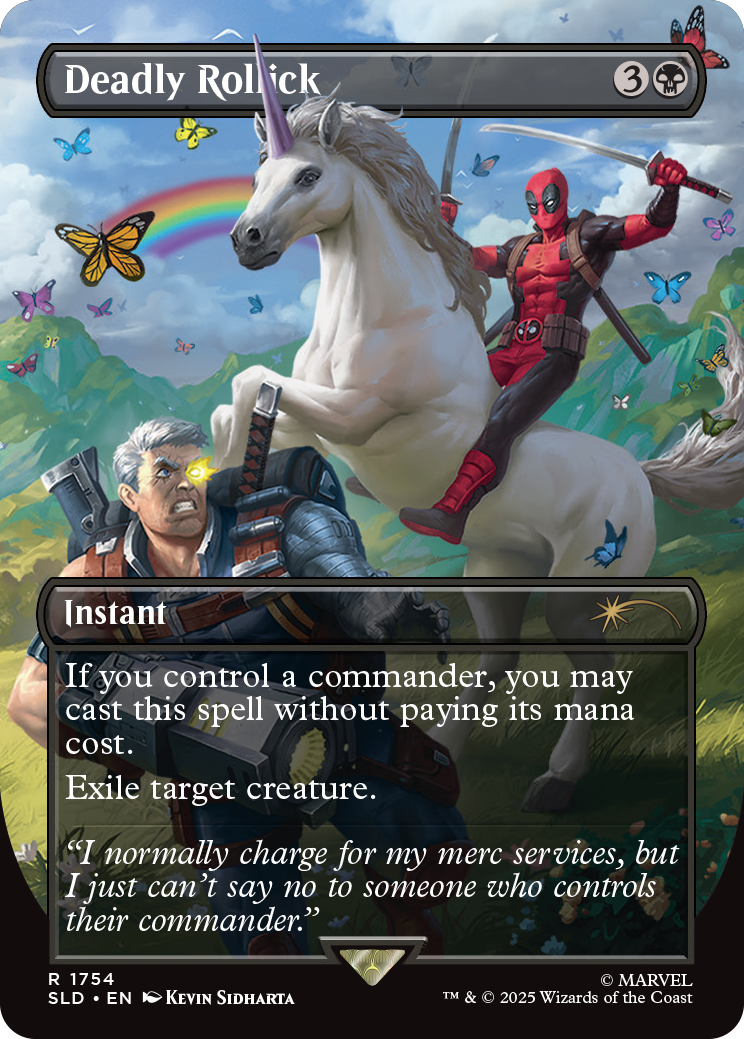 Deadly Rollick
3
Instant
If you control a commander, you may
cast this spell without paying its mana
cost.
Exile target creature.
“I normally charge for my merc services, but
I just can’t say no to someone who controls
their commander.”
R 1754
SLD • EN Kevin Sidharta
© MARVEL
™ & © 2025 Wizards of the Coast